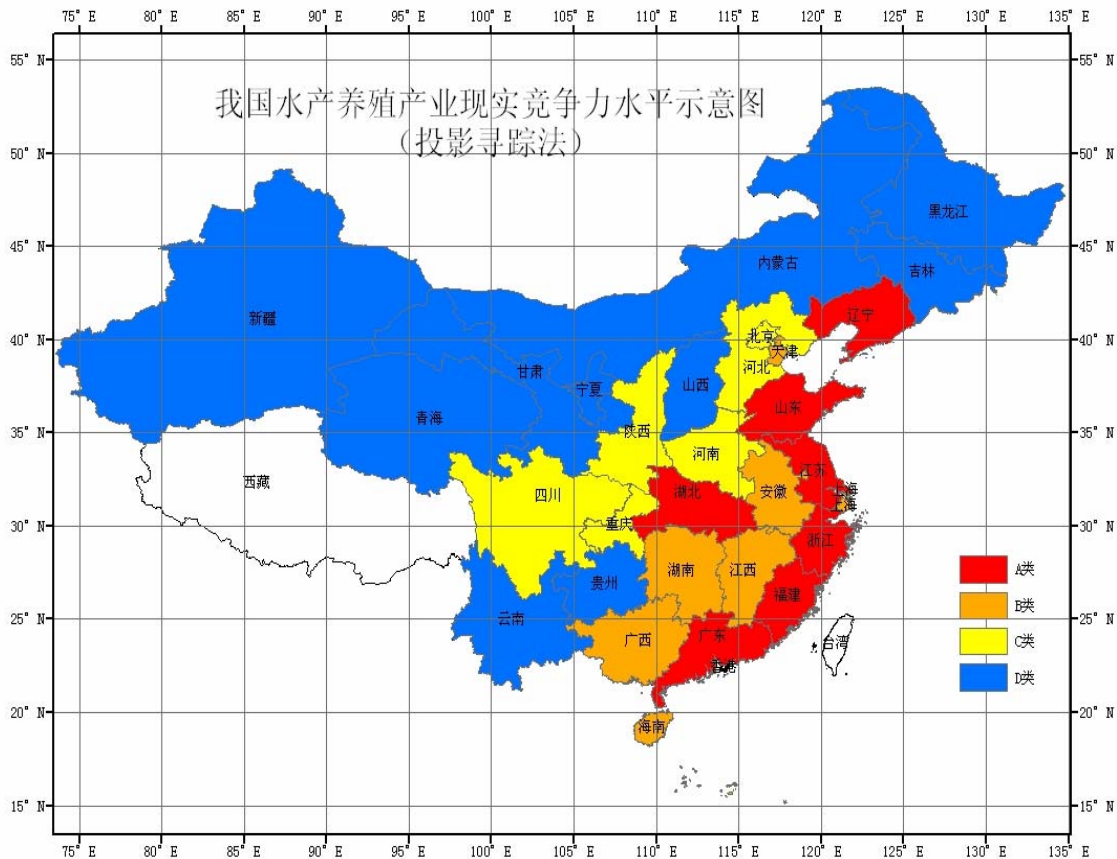 75° E 80° E 85° E 90° E 95° E 100° E 105° E 110° E 115° E 120° E 125° E 130° E 135° E
55° N 55° N
我国水产养殖产业现实竞争力水平示意图
(投影寻踪法)
50° N 50° N
黑龙江
45° N 45° N
内蒙古 吉林
新疆 辽宁
北京
40° N 40° N
天津
甘肃 河北
宁夏 山西
青海 山东
35° N 35° N
陕西 河南
西藏 四川 湖北 安徽 江苏 上海
上海
30° N 30° N
重庆 浙江
湖南 江西
A类
贵州 福建
B类
25° N 25° N
云南 广西 广东 台湾
C类
香港
D类
20° N 20° N
海南
15° N 15° N
75° E 80° E 85° E 90° E 95° E 100° E 105° E 110° E 115° E 120° E 125° E 130° E 135° E